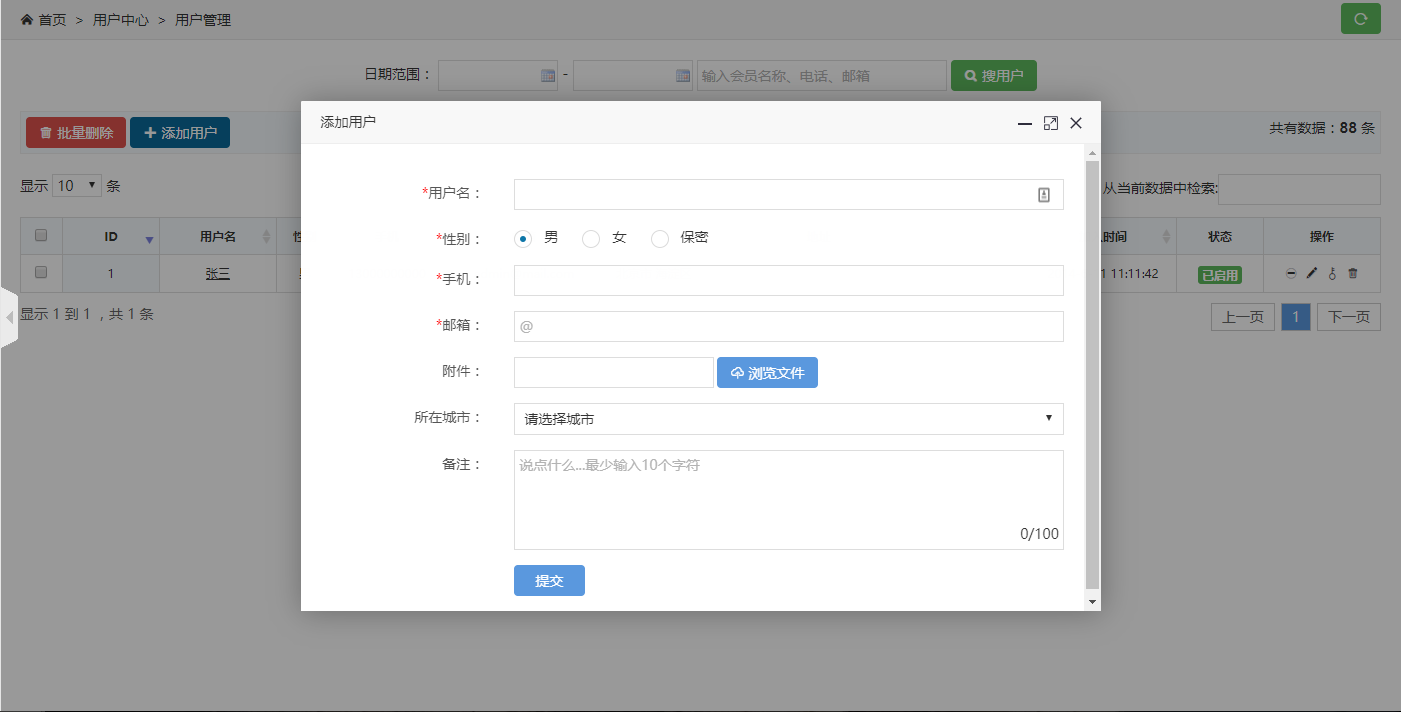 首页 > 用户中心 > 用户管理
日期范围： - 输入会员名称、电话、邮箱 搜用户
批量删除 添加用户 共有数据：88 条
显示 10 条 从当前数据中检索:
ID 用户名 时间 状态 操作
1 张三 11:11:42 已启用
显示 1 到 1 ，共 1 条 上一页 1 下一页
添加用户
*用户名：
*性别： 男 女 保密
*手机：
*邮箱： @
附件： 浏览文件
所在城市： 请选择城市
备注： 说点什么...最少输入10个字符
0/100
提交